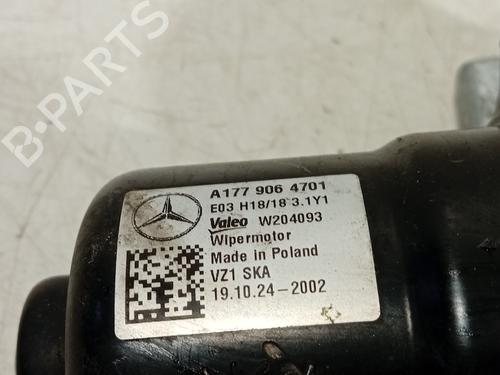 B-PARTS
A177 906 4701
E03 H18/18 3.1Y1
Valeo W204093
Wipermotor
Made in Poland
VZ1 SKA
19.10.24-2002